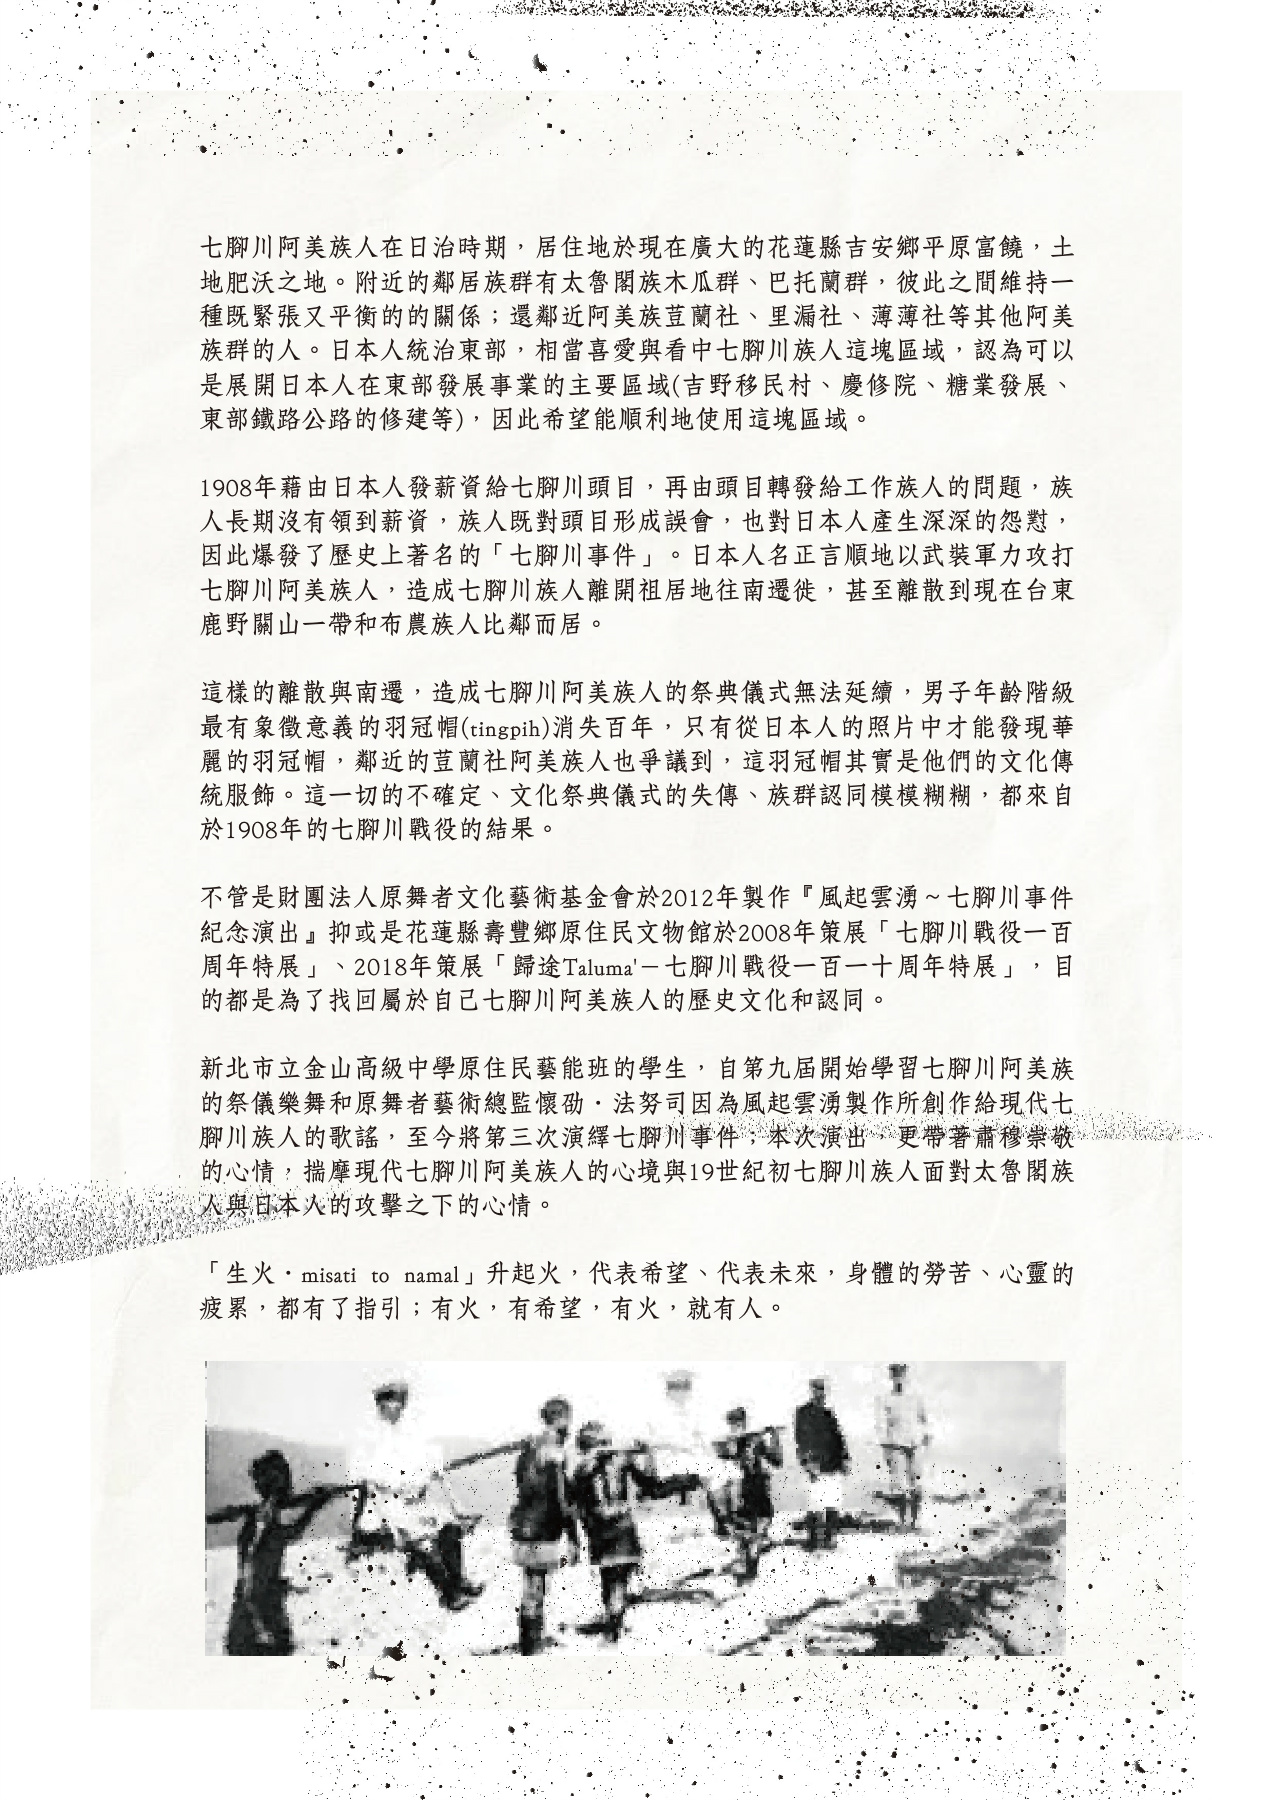 七腳川阿美族人在日治時期，居住地於現在廣大的花蓮縣吉安鄉平原富饒，土
地肥沃之地。附近的鄰居族群有太魯閣族木瓜群、巴托蘭群，彼此之間維持一
種既緊張又平衡的的關係；還鄰近阿美族荳蘭社、里漏社、薄薄社等其他阿美
族群的人。日本人統治東部，相當喜愛與看中七腳川族人這塊區域，認為可以
是展開日本人在東部發展事業的主要區域(吉野移民村、慶修院、糖業發展、
東部鐵路公路的修建等)，因此希望能順利地使用這塊區域。
1908年藉由日本人發薪資給七腳川頭目，再由頭目轉發給工作族人的問題，族
人長期沒有領到薪資，族人既對頭目形成誤會，也對日本人產生深深的怨懟，
因此爆發了歷史上著名的「七腳川事件」。日本人名正言順地以武裝軍力攻打
七腳川阿美族人，造成七腳川族人離開祖居地往南遷徙，甚至離散到現在台東
鹿野關山一帶和布農族人比鄰而居。
這樣的離散與南遷，造成七腳川阿美族人的祭典儀式無法延續，男子年齡階級
最有象徵意義的羽冠帽(tingpih)消失百年，只有從日本人的照片中才能發現華
麗的羽冠帽，鄰近的荳蘭社阿美族人也爭議到，這羽冠帽其實是他們的文化傳
統服飾。這一切的不確定、文化祭典儀式的失傳、族群認同模模糊糊，都來自
於1908年的七腳川戰役的結果。
不管是財團法人原舞者文化藝術基金會於2012年製作『風起雲湧～七腳川事件
紀念演出』抑或是花蓮縣壽豐鄉原住民文物館於2008年策展「七腳川戰役一百
周年特展」、2018年策展「歸途Taluma'－七腳川戰役一百一十周年特展」，目
的都是為了找回屬於自己七腳川阿美族人的歷史文化和認同。
新北市立金山高級中學原住民藝能班的學生，自第九屆開始學習七腳川阿美族
的祭儀樂舞和原舞者藝術總監懷劭・法努司因為風起雲湧製作所創作給現代七
腳川族人的歌謠，至今將第三次演繹七腳川事件；本次演出，更帶著肅穆崇敬
的心情，揣摩現代七腳川阿美族人的心境與19世紀初七腳川族人面對太魯閣族
人與日本人的攻擊之下的心情。
「生火・misati to namal」升起火，代表希望、代表未來，身體的勞苦、心靈的
疲累，都有了指引；有火，有希望，有火，就有人。